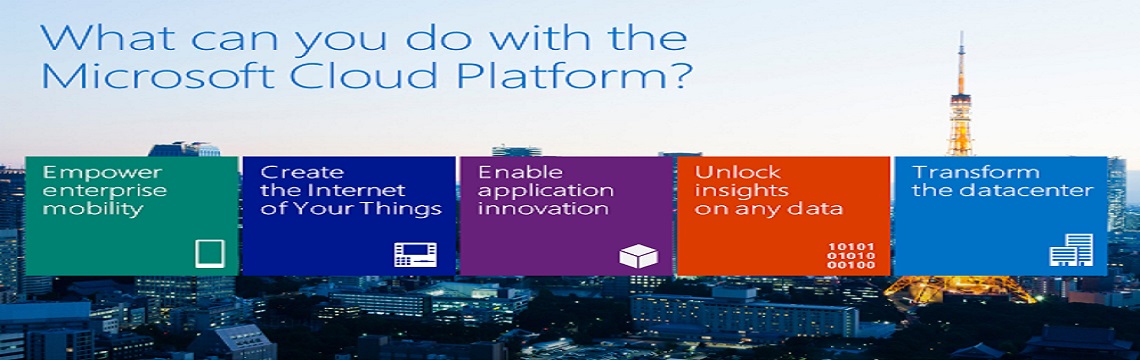 What can you do with the
Microsoft Cloud Platform?
Empower
enterprise
mobility
Create
the Internet
of Your Things
Enable
application
innovation
Unlock
insights
on any data
10101
01010
00100
Transform
the datacenter